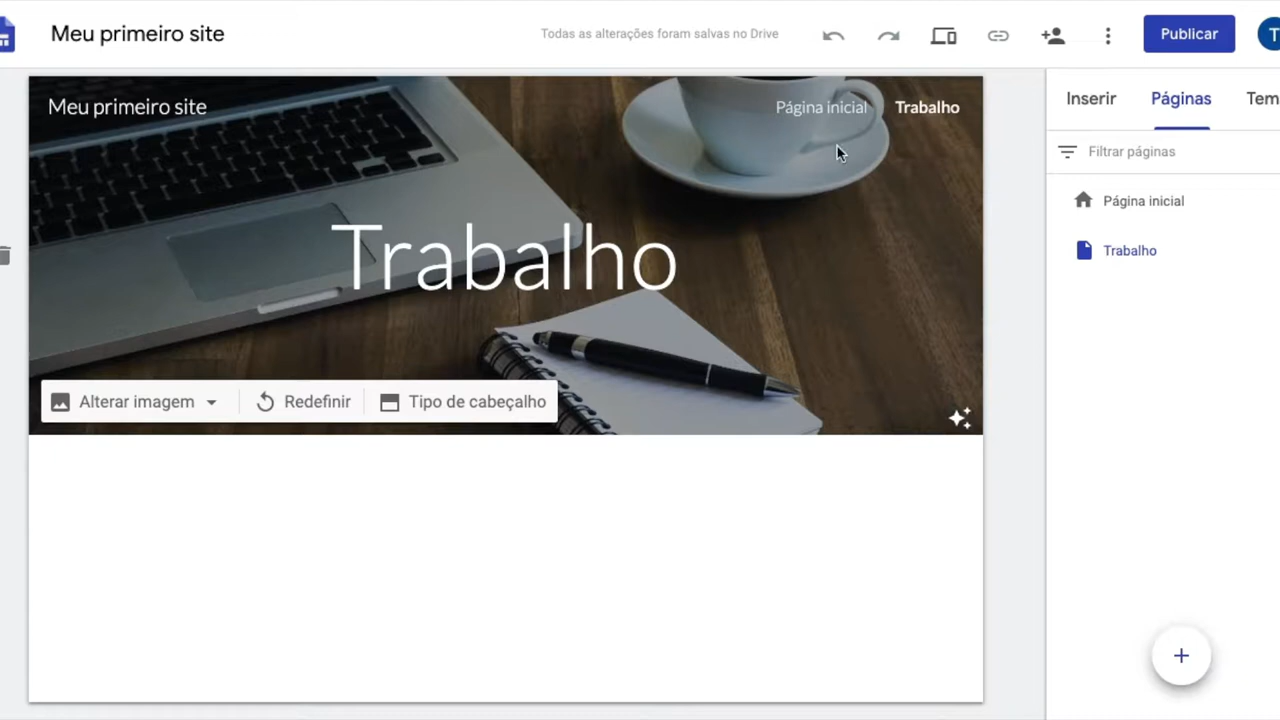 Meu primeiro site
Todas as alterações foram salvas no Drive
Publicar
T
Meu primeiro site
Página inicial
Trabalho
Trabalho
Alterar imagem
Redefinir
Tipo de cabeçalho
Inserir
Páginas
Tem
Filtrar páginas
Página inicial
Trabalho